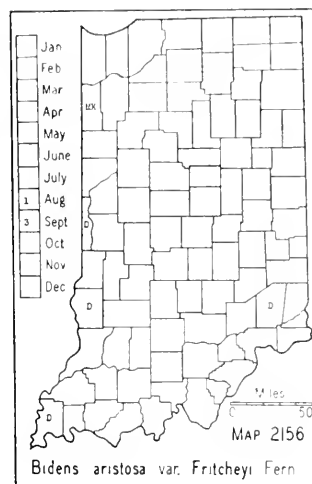 Jan
Feb
Mar
Apr
May
June
July
1 Aug
3 Sept
Oct
Nov
Dec
D
D
D
D
Miles
0 50
MAP 2156
Bidens aristosa var. Fritcheyi Fern